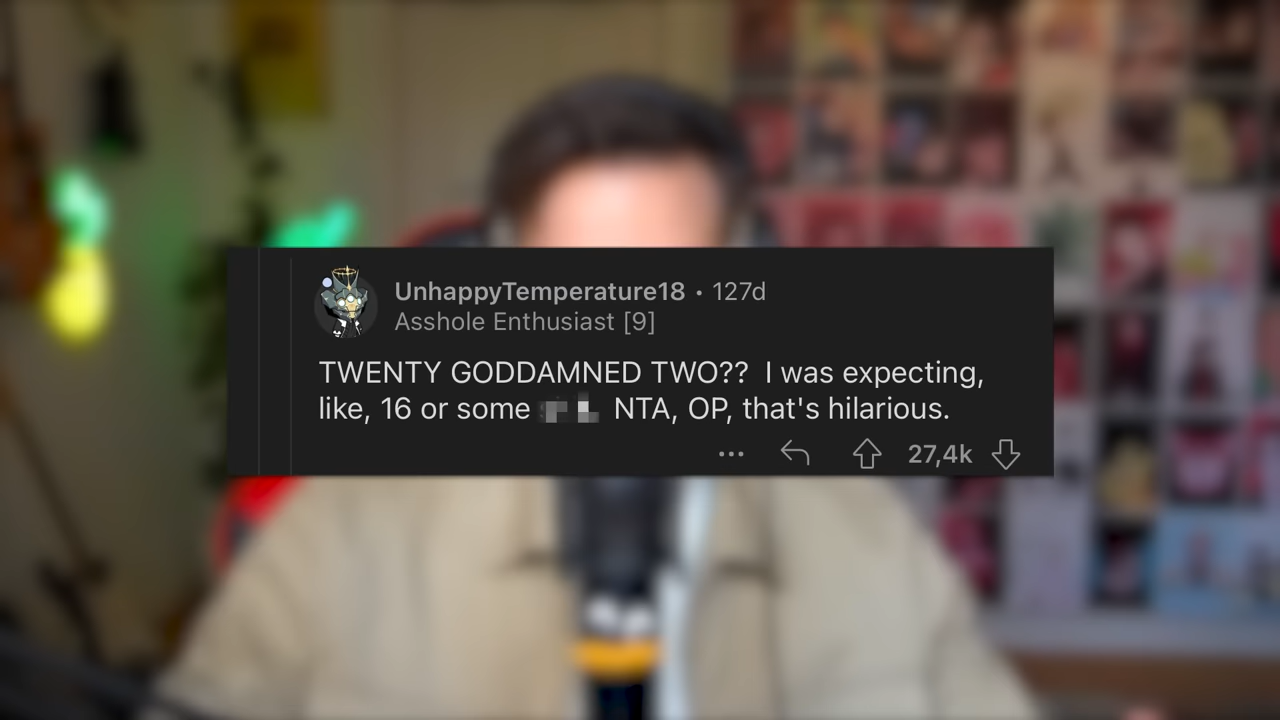 UnhappyTemperature18 • 127d
Asshole Enthusiast [9]
TWENTY GODDAMNED TWO?? I was expecting,
like, 16 or some NTA, OP, that's hilarious.
27,4k